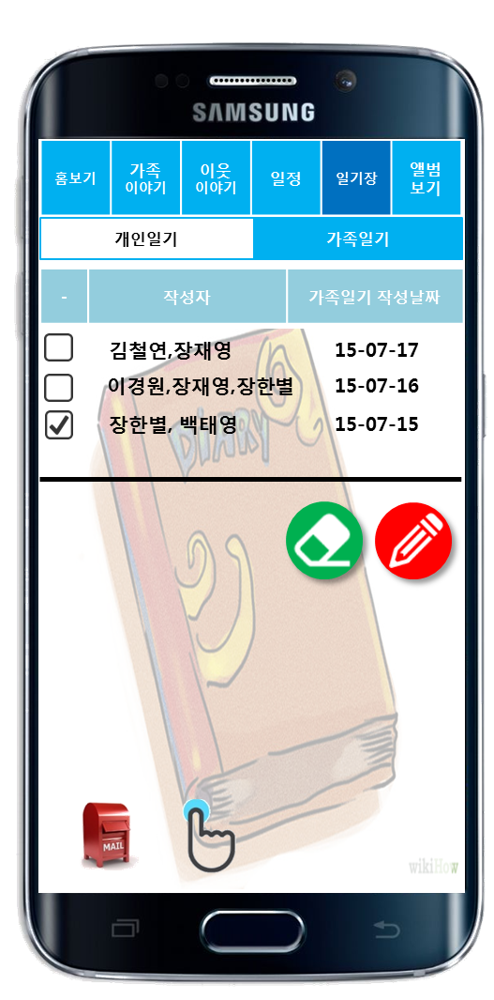 SAMSUNG
홈보기 가족 이야기 이웃 이야기 일정 일기장 앨범 보기
개인일기 가족일기
- 작성자 가족일기 작성날짜
김철연,장재영 15-07-17
이경원,장재영,장한별 15-07-16
장한별, 백태영 15-07-15
DIARY
MAIL
wikiHow